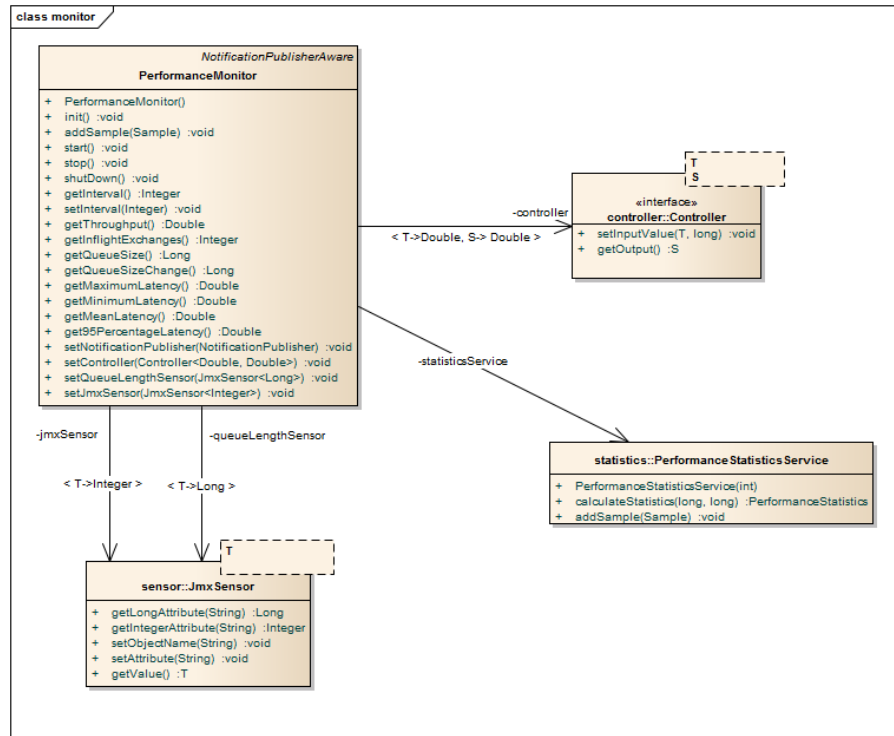 class monitor
NotificationPublisherAware
PerformanceMonitor
+ PerformanceMonitor()
+ init() :void
+ addSample(Sample) :void
+ start() :void
+ stop() :void
+ shutDown() :void
+ getInterval() :Integer
+ setInterval(Integer) :void
+ getThroughput() :Double
+ getInflightExchanges() :Integer
+ getQueueSize() :Long
+ getQueueSizeChange() :Long
+ getMaximumLatency() :Double
+ getMinimumLatency() :Double
+ getMeanLatency() :Double
+ get95PercentageLatency() :Double
+ setNotificationPublisher(NotificationPublisher) :void
+ setController(Controller<Double, Double>) :void
+ setQueueLengthSensor(JmxSensor<Long>) :void
+ setJmxSensor(JmxSensor<Integer>) :void
-controller
< T->Double, S-> Double >
T
S
«interface»
controller::Controller
+ setInputValue(T, long) :void
+ getOutput() :S
-statisticsService
statistics::PerformanceStatisticsService
+ PerformanceStatisticsService(int)
+ calculateStatistics(long, long) :PerformanceStatistics
+ addSample(Sample) :void
-jmxSensor
-queueLengthSensor
< T->Integer >
< T->Long >
T
sensor::JmxSensor
+ getLongAttribute(String) :Long
+ getIntegerAttribute(String) :Integer
+ setObjectName(String) :void
+ setAttribute(String) :void
+ getValue() :T